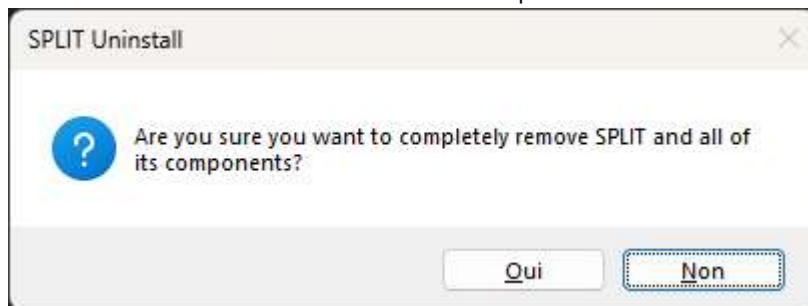 SPLIT Uninstall
Are you sure you want to completely remove SPLIT and all of
its components?
Oui
Non